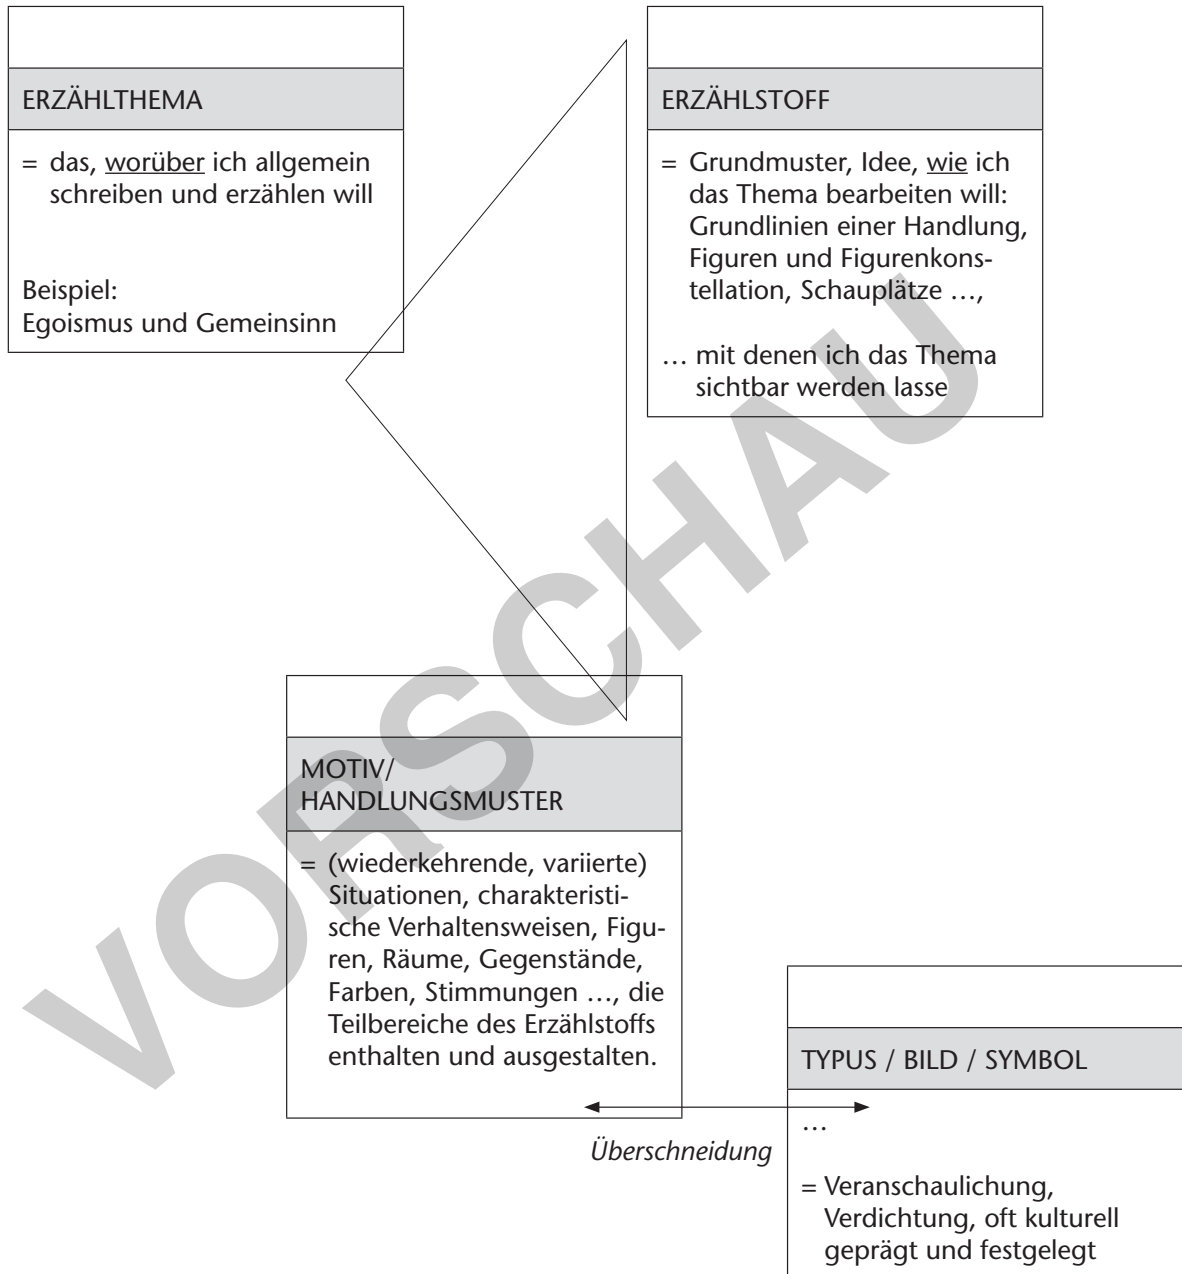 ERZÄHLTHEMA
= das, worüber ich allgemein
schreiben und erzählen will
Beispiel:
Egoismus und Gemeinsinn
ERZÄHLSTOFF
= Grundmuster, Idee, wie ich
das Thema bearbeiten will:
Grundlinien einer Handlung,
Figuren und Figurenkons-
tellation, Schauplätze …,
… mit denen ich das Thema
sichtbar werden lasse
MOTIV/
HANDLUNGSMUSTER
= (wiederkehrende, variierte)
Situationen, charakteristi-
sche Verhaltensweisen, Figu-
ren, Räume, Gegenstände,
Farben, Stimmungen …, die
Teilbereiche des Erzählstoffs
enthalten und ausgestalten.
Überschneidung
TYPUS / BILD / SYMBOL
…
= Veranschaulichung,
Verdichtung, oft kulturell
geprägt und festgelegt
VORSCHAU